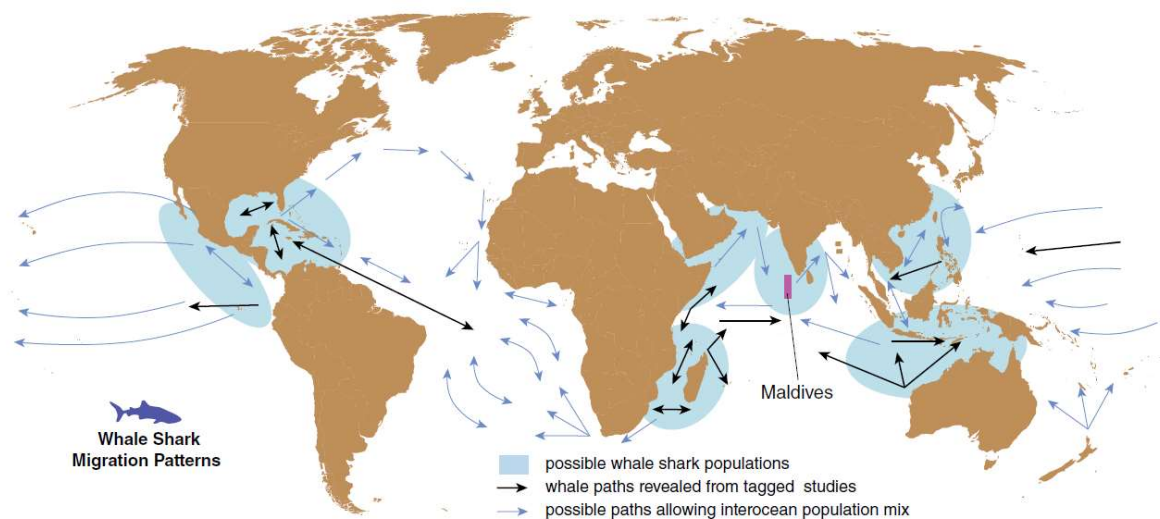 Maldives
Whale Shark
Migration Patterns
possible whale shark populations
whale paths revealed from tagged studies
possible paths allowing interocean population mix